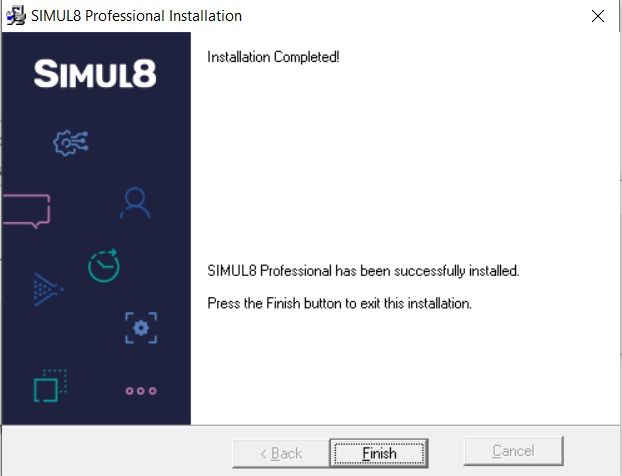 SIMUL8 Professional Installation
SIMUL8
Installation Completed!
SIMUL8 Professional has been successfully installed.
Press the Finish button to exit this installation.
< Back
Finish
Cancel